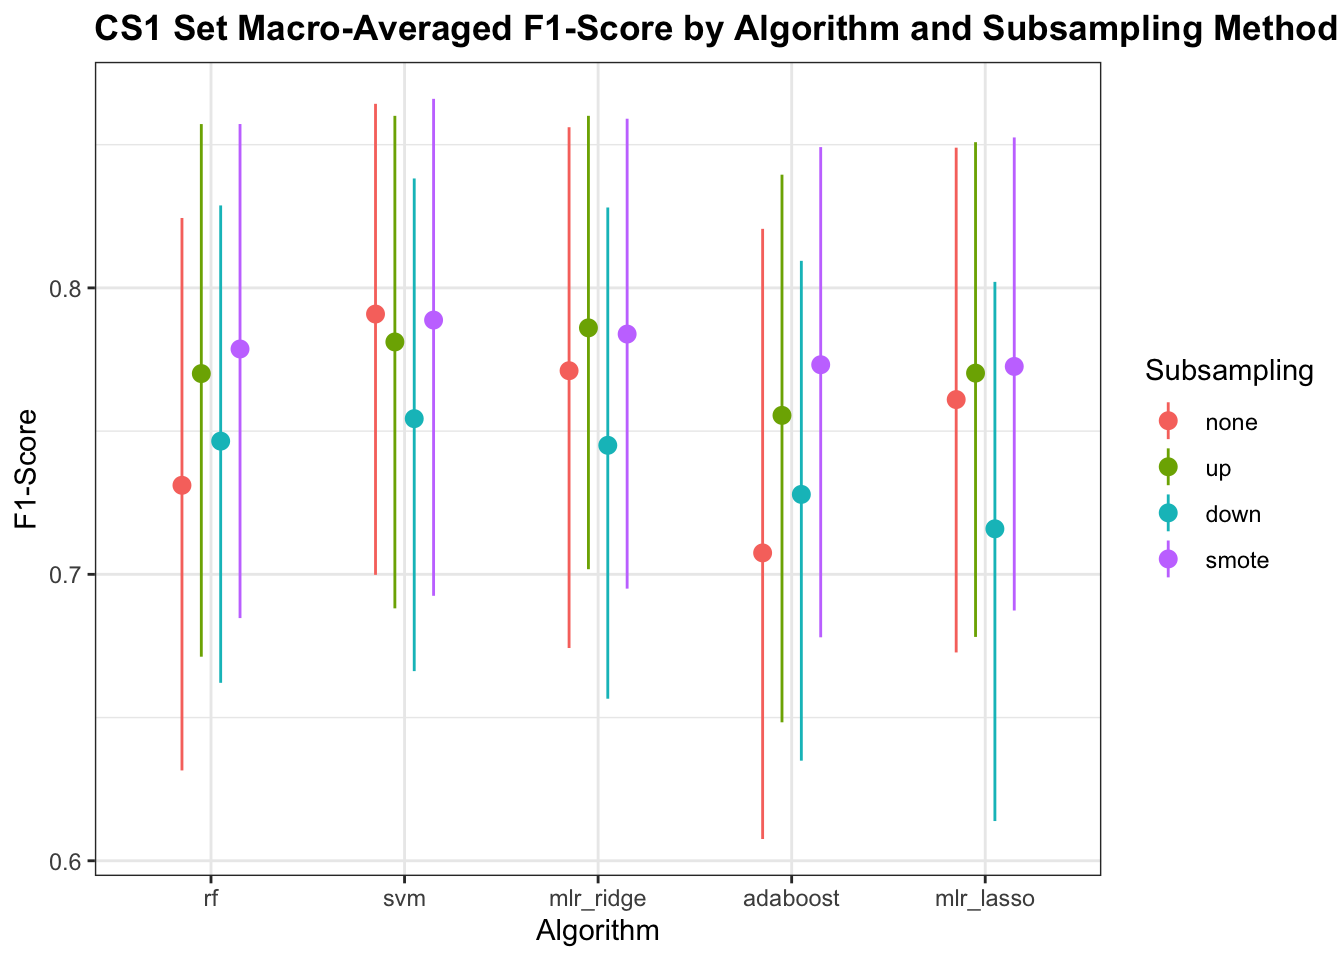 CS1 Set Macro-Averaged F1-Score by Algorithm and Subsampling Method
F1-Score
0.8
0.7
0.6
rf svm mlr_ridge adaboost mlr_lasso
Algorithm
Subsampling
none
up
down
smote